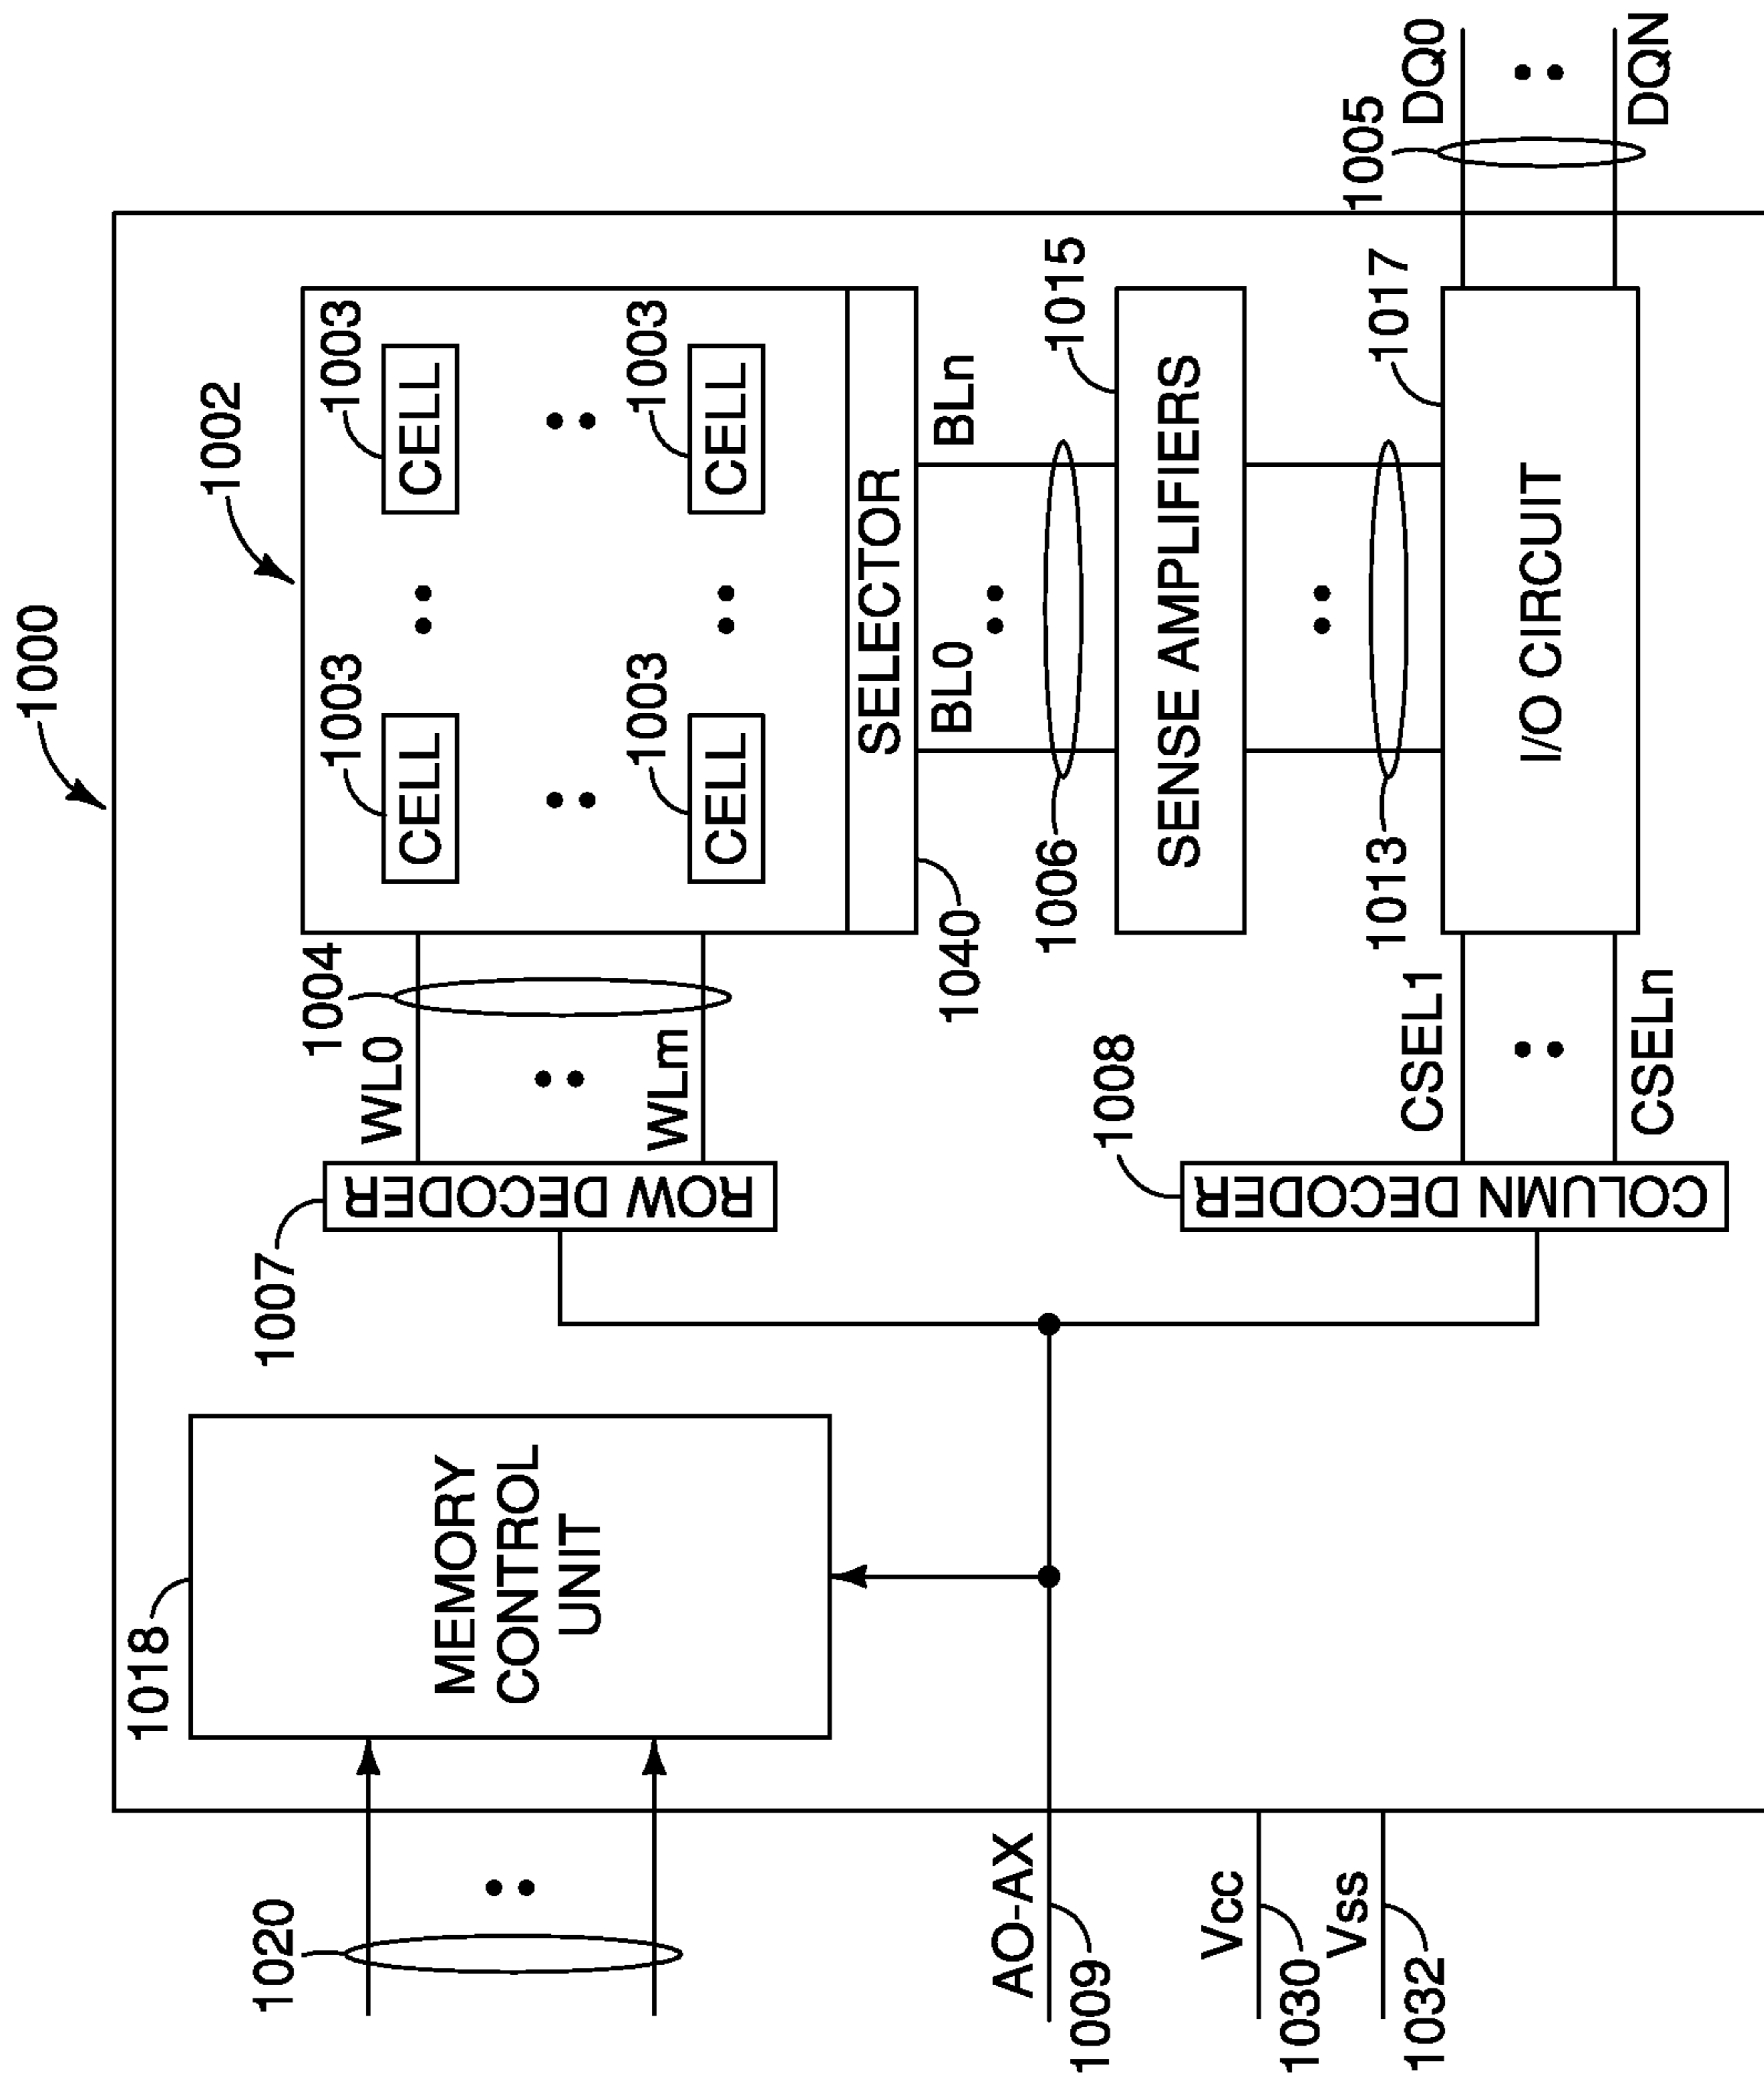 1000
1002
1003
1003
CELL
CELL
1003
1003
CELL
CELL
SELECTOR
1040
1004
WL0
WLm
1007
ROW DECODER
1018
MEMORY
CONTROL
UNIT
1020
BL0
BLn
1006
1015
SENSE AMPLIFIERS
1013
1017
I/O CIRCUIT
1005
DQ0
DQN
1008
COLUMN DECODER
CSEL1
CSELn
AO-AX
1009
Vcc
1030
Vss
1032